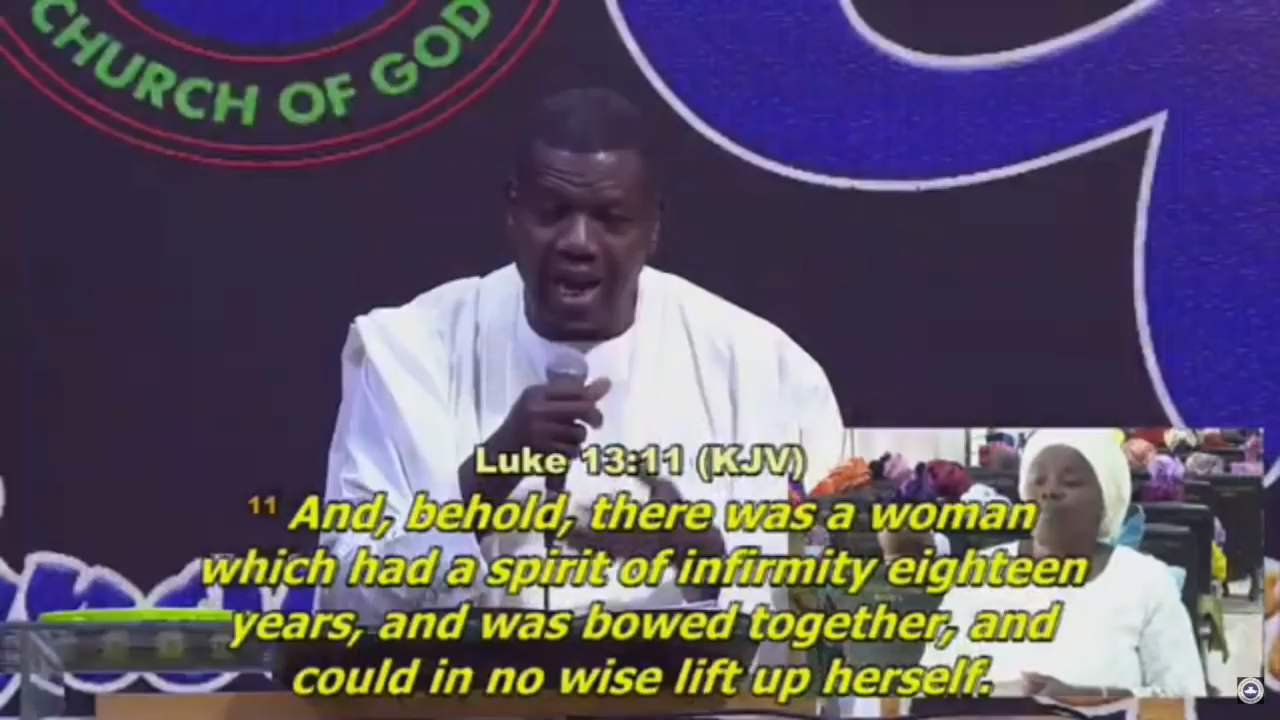 CHURCH OF GOD
Luke 13:11 (KJV)
11 And, behold, there was a woman
which had a spirit of infirmity eighteen
years, and was bowed together, and
could in no wise lift up herself.